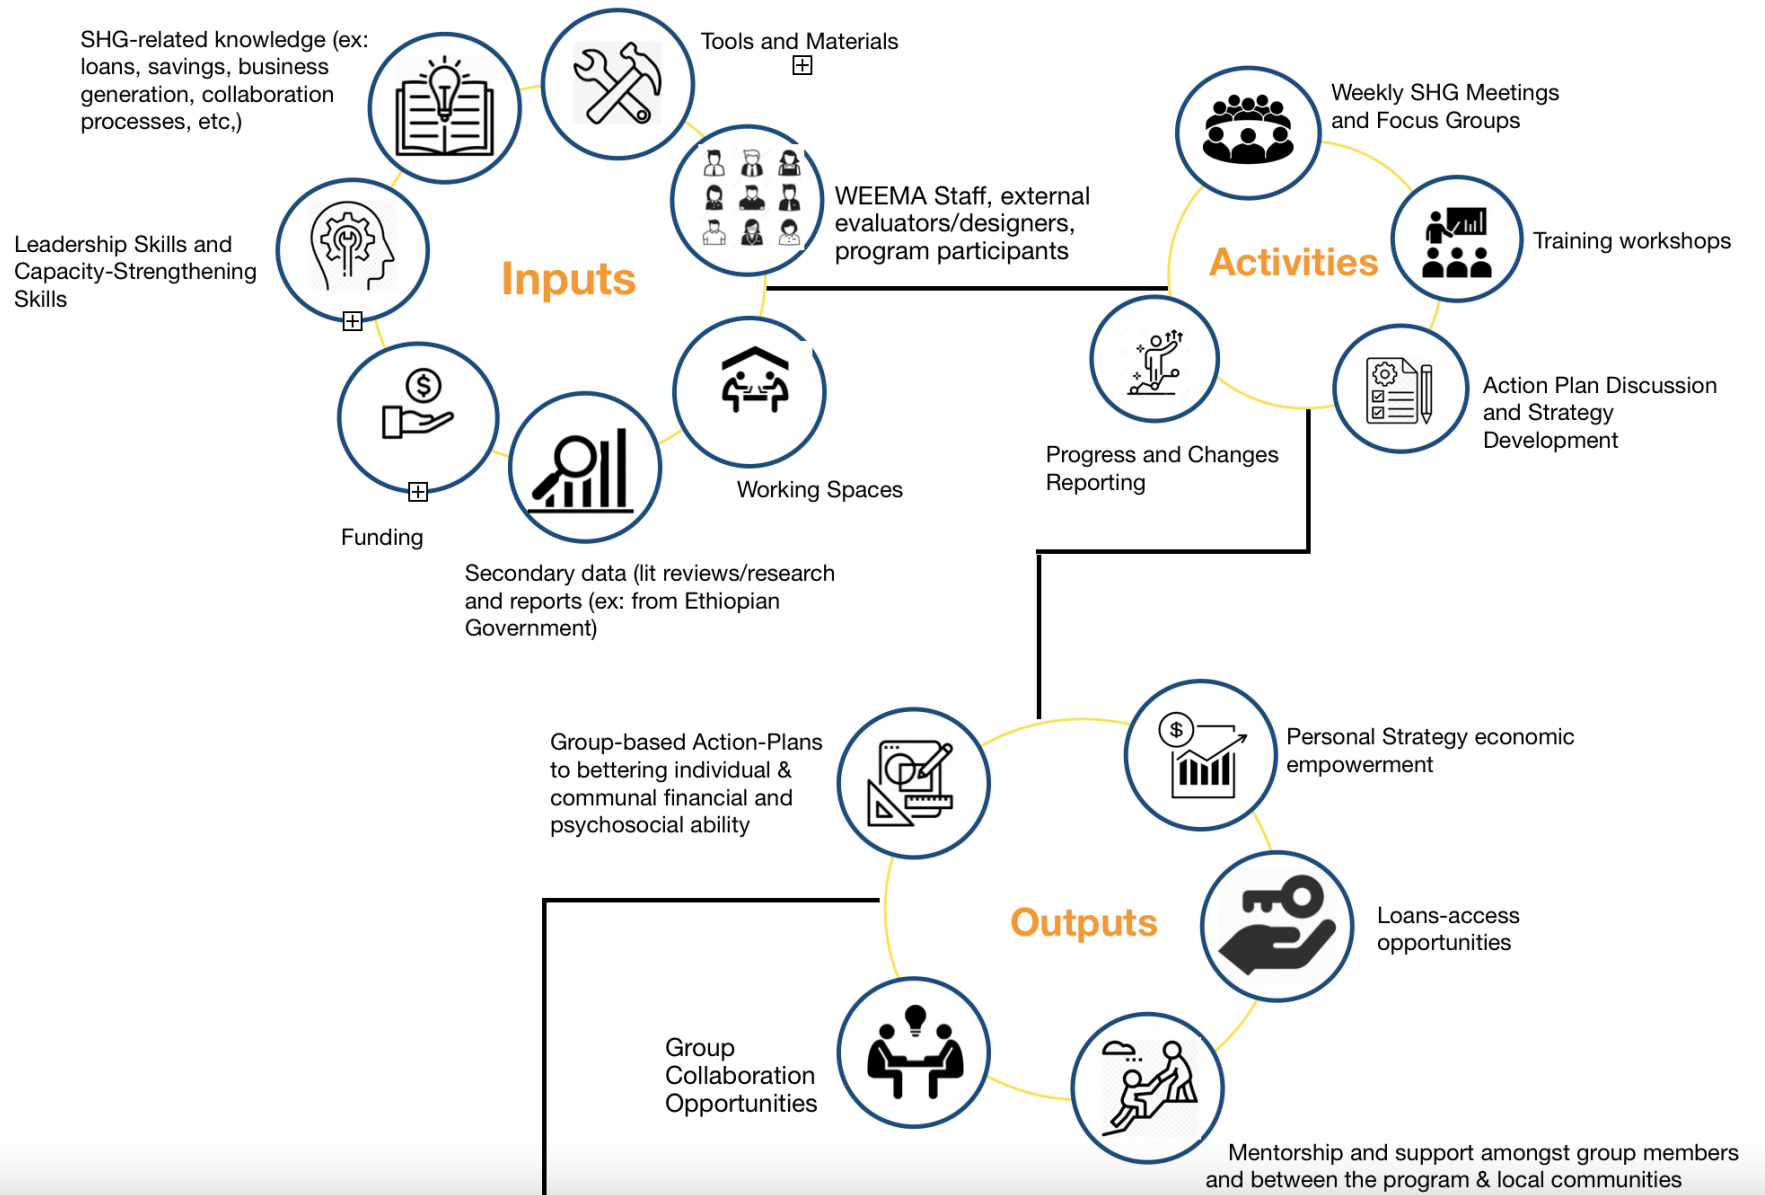 SHG-related knowledge (ex:
loans, savings, business
generation, collaboration
processes, etc,)
Tools and Materials
WEEMA Staff, external
evaluators/designers,
program participants
Leadership Skills and
Capacity-Strengthening
Skills
Inputs
Working Spaces
Funding
Secondary data (lit reviews/research
and reports (ex: from Ethiopian
Government)
Weekly SHG Meetings
and Focus Groups
Activities
Training workshops
Action Plan Discussion
and Strategy
Development
Progress and Changes
Reporting
Group-based Action-Plans
to bettering individual &
communal financial and
psychosocial ability
Personal Strategy economic
empowerment
Outputs
Loans-access
opportunities
Group
Collaboration
Opportunities
Mentorship and support amongst group members
and between the program & local communities